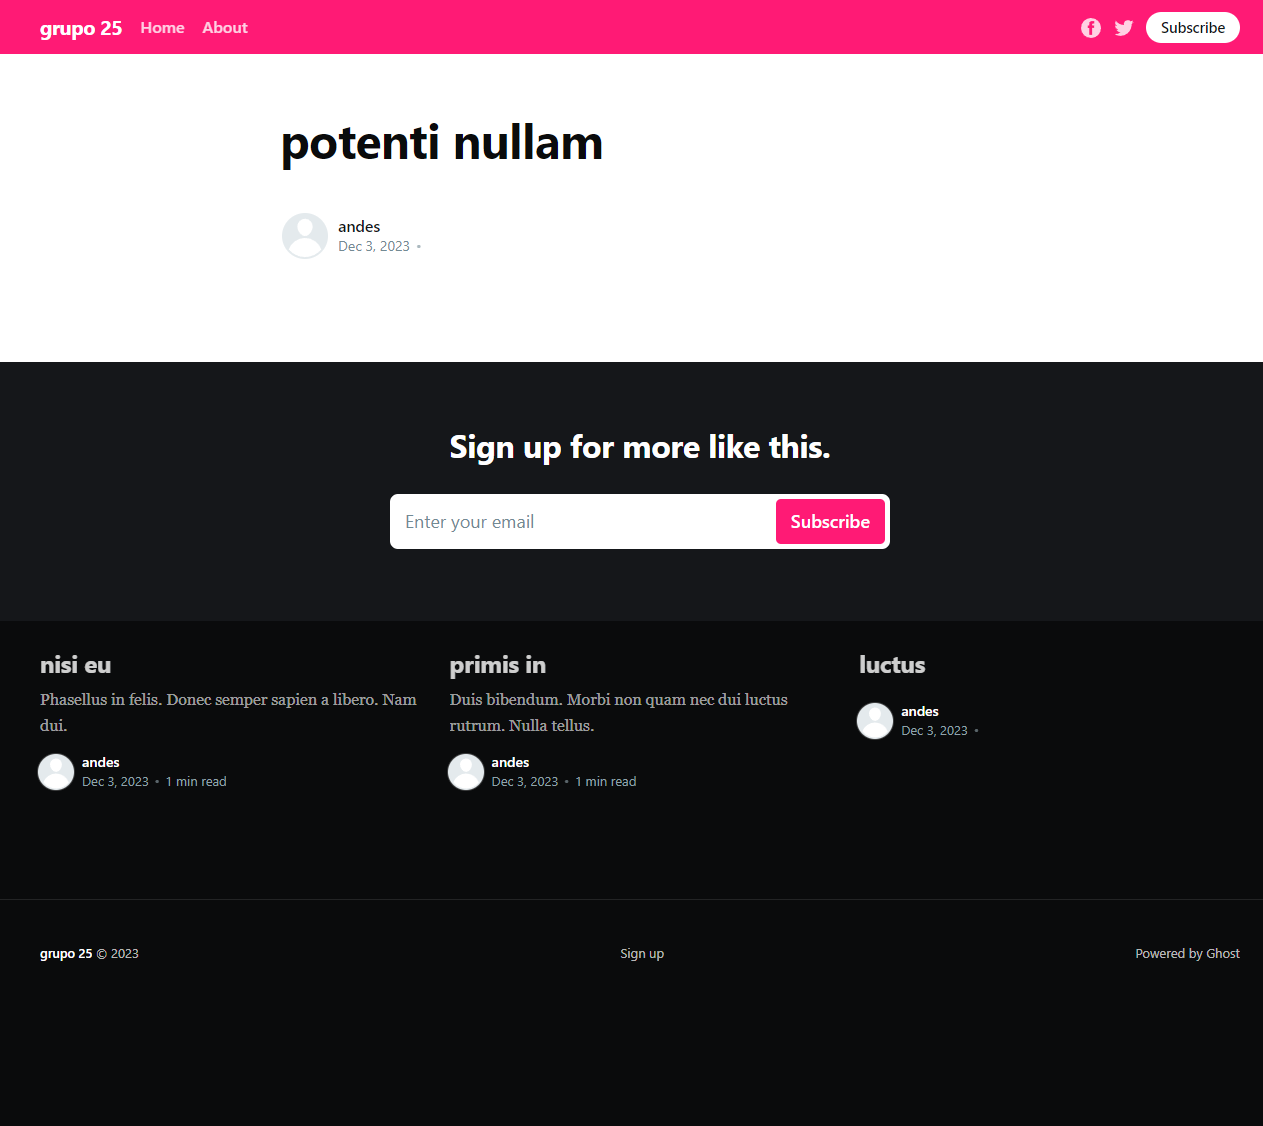 grupo 25 Home About Subscribe
potenti nullam
andes
Dec 3, 2023 •
Sign up for more like this.
Enter your email Subscribe
nisi eu
Phasellus in felis. Donec semper sapien a libero. Nam
dui.
andes
Dec 3, 2023 • 1 min read
primis in
Duis bibendum. Morbi non quam nec dui luctus
rutrum. Nulla tellus.
andes
Dec 3, 2023 • 1 min read
luctus
andes
Dec 3, 2023 •
grupo 25 © 2023 Sign up Powered by Ghost